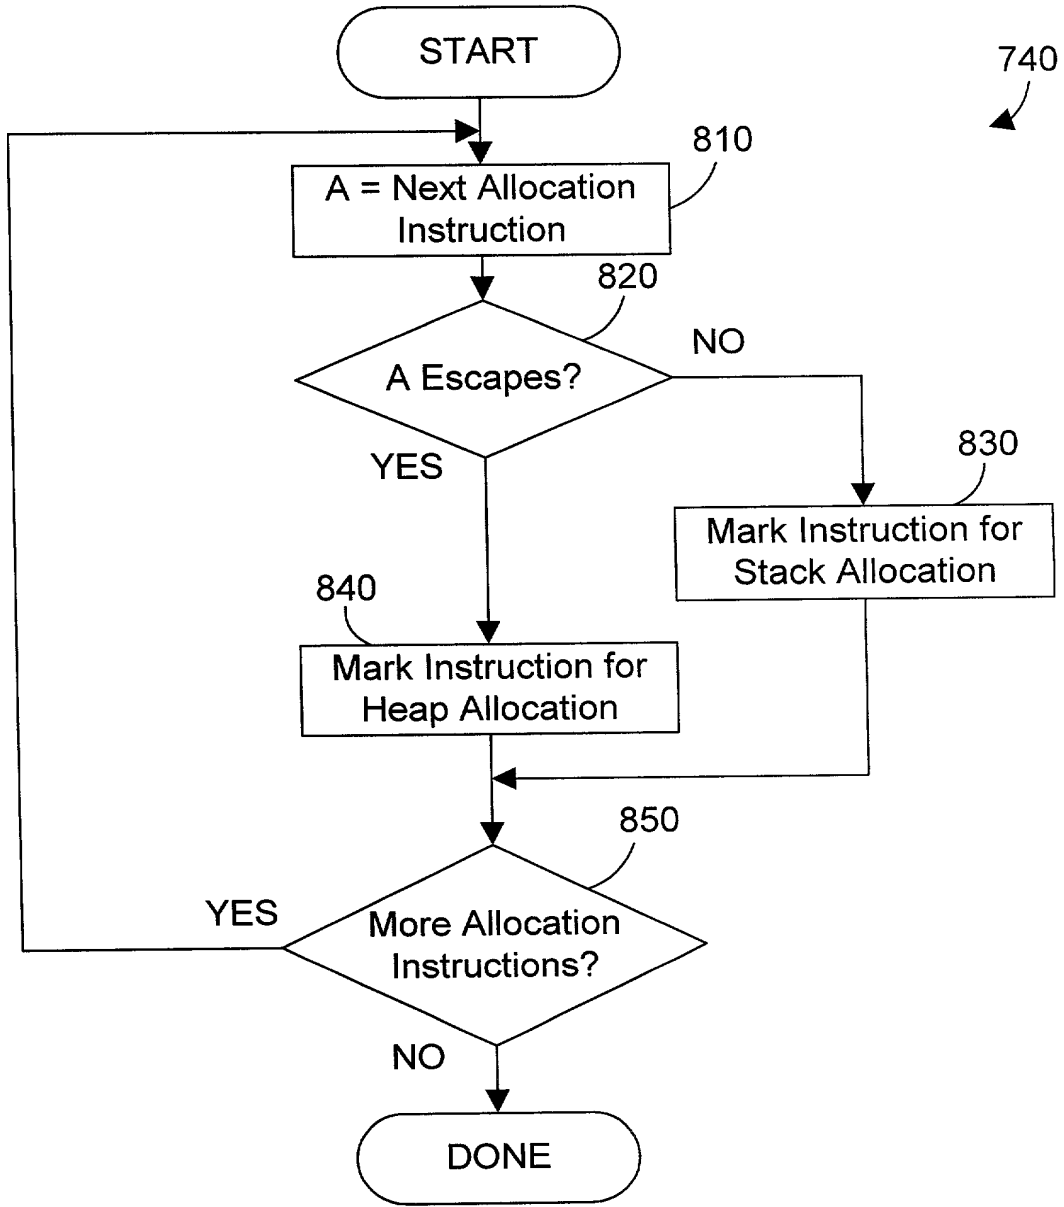 START
740
810
A = Next Allocation
Instruction
820
A Escapes?
NO
YES
830
Mark Instruction for
Stack Allocation
840
Mark Instruction for
Heap Allocation
850
More Allocation
Instructions?
YES
NO
DONE